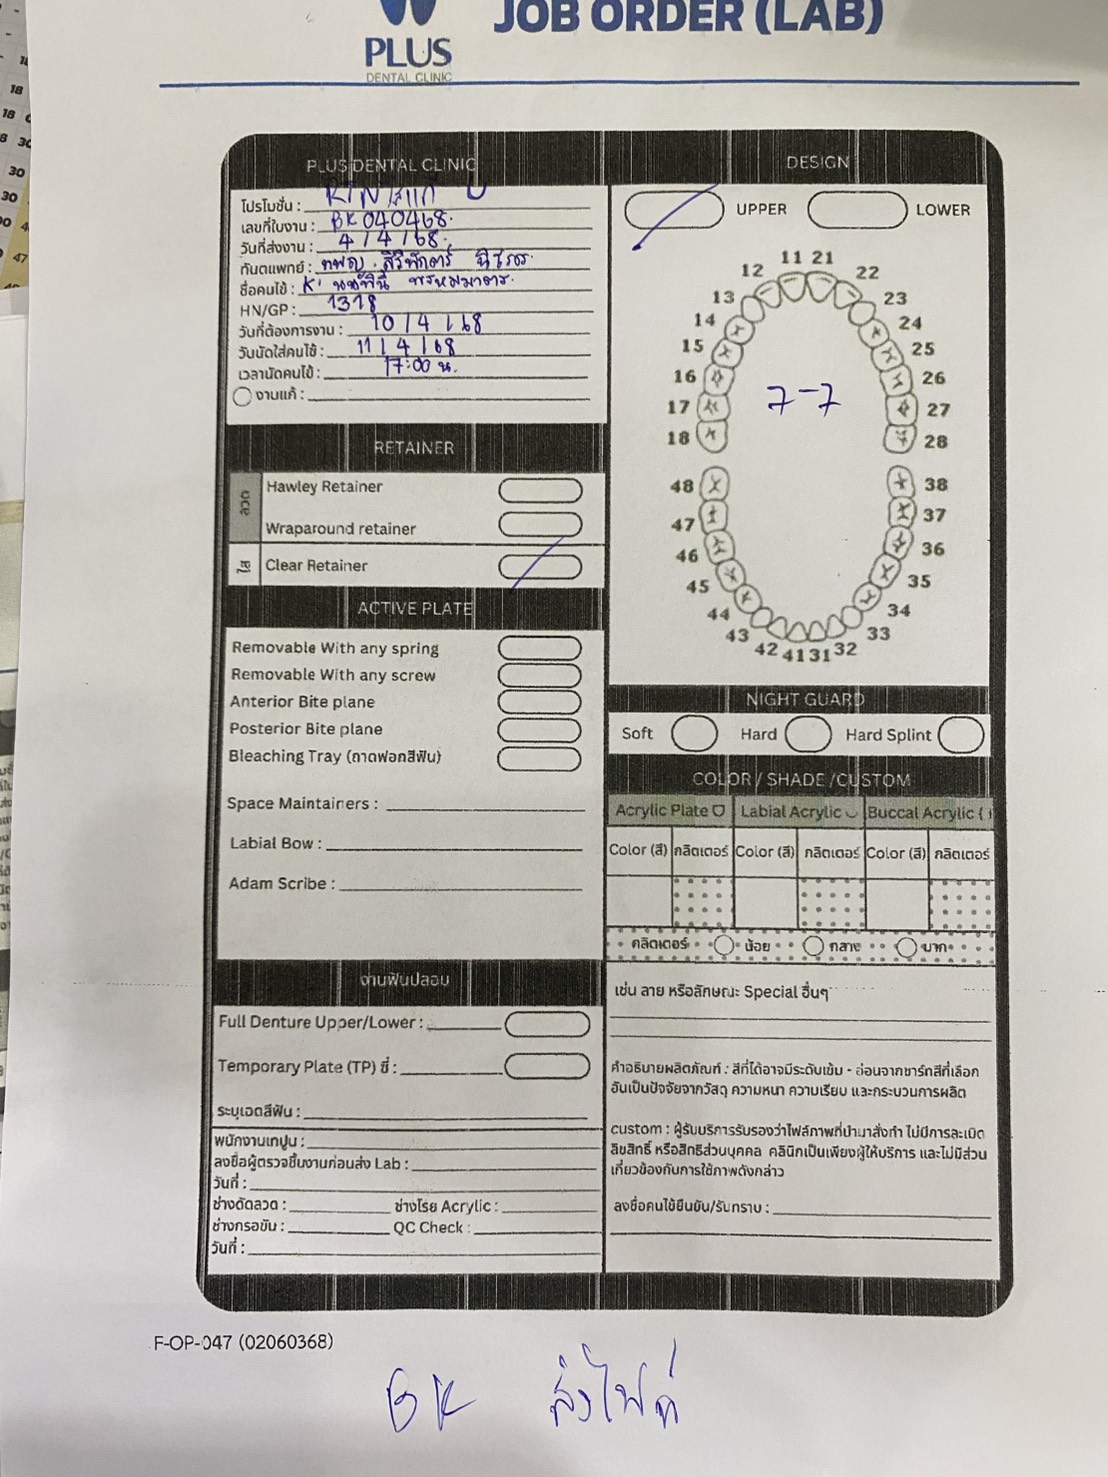 JOB ORDER (LAB)
PLUS
DENTAL CLINIC
PLUS DENTAL CLINIC
โปรโมชั่น :
เลขที่ใบงาน : BK 040468.
วันที่ส่งงาน : 4 / 4 / 68.
ทันตแพทย์ :
ชื่อคนไข้ : K'
HN/GP : 1318
วันที่ต้องการงาน : 10 / 4 / 68
วันนัดใส่คนไข้ : 11 / 4 / 68
เวลานัดคนไข้ : 17:00 น.
งานแก้ :
RETAINER
ลวด
Hawley Retainer
Wraparound retainer
ใส
Clear Retainer
ACTIVE PLATE
Removable With any spring
Removable With any screw
Anterior Bite plane
Posterior Bite plane
Bleaching Tray (ถาดฟอกสีฟัน)
Space Maintainers :
Labial Bow :
Adam Scribe :
งานฟันปลอม
Full Denture Upper/Lower :
Temporary Plate (TP) ซี่ :
ระบุเฉดสีฟัน :
พนักงานเทปูน :
ลงชื่อผู้ตรวจชิ้นงานก่อนส่ง Lab :
วันที่ :
ช่างดัดลวด : ช่างโรย Acrylic :
ช่างกรอขัน : QC Check :
วันที่ :
DESIGN
UPPER LOWER
11 21
12 22
13 23
14 24
15 25
16 26
17 27
18 28
7-7
48 38
47 37
46 36
45 35
44 34
43 33
42 41 31 32
NIGHT GUARD
Soft Hard Hard Splint
COLOR / SHADE /CUSTOM
Acrylic Plate Labial Acrylic Buccal Acrylic
Color (สี) กลิตเตอร์ Color (สี) กลิตเตอร์ Color (สี) กลิตเตอร์
กลิตเตอร์ น้อย กลาง มาก
เช่น ลาย หรือลักษณะ Special อื่นๆ
คำอธิบายผลิตภัณฑ์ : สีที่ได้อาจมีระดับเข้ม - อ่อนจากชาร์ทสีที่เลือก
อันเป็นปัจจัยจากวัสดุ ความหนา ความเรียบ และกระบวนการผลิต
custom : ผู้รับบริการรับรองว่าไฟล์ภาพที่นำมาสั่งทำ ไม่มีการละเมิด
ลิขสิทธิ์ หรือสิทธิส่วนบุคคล คลินิกเป็นเพียงผู้ให้บริการ และไม่มีส่วน
เกี่ยวข้องกับการใช้ภาพดังกล่าว
ลงชื่อคนไข้ยืนยัน/รับทราบ :
F-OP-047 (02060368)
BK ส่งไฟล์